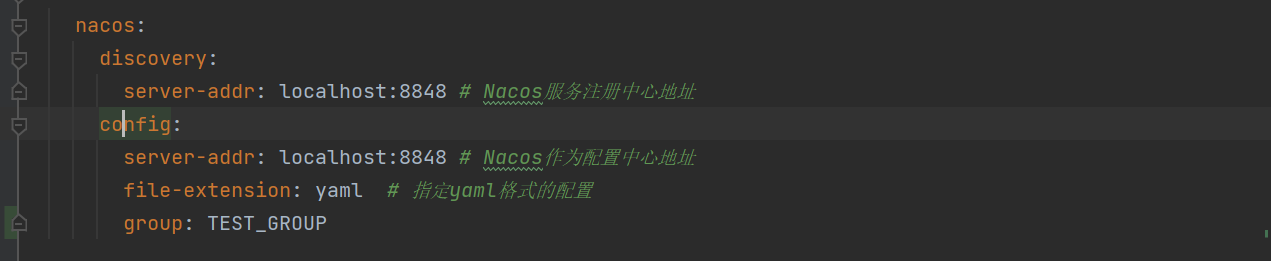 nacos:
discovery:
server-addr: localhost:8848 # Nacos服务注册中心地址
config:
server-addr: localhost:8848 # Nacos作为配置中心地址
file-extension: yaml  # 指定yaml格式的配置
group: TEST_GROUP